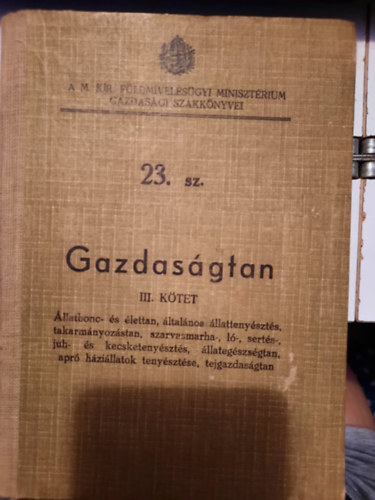 A M. KIR. FÖLDMIVELÉSÜGYI MINISZTÉRIUM
GAZDASÁGI SZAKKÖNYVEI
23. sz.
Gazdaságtan
III. KÖTET
Állatbonc- és élettan, általános állattenyésztés,
takarmányozástan, szarvasmarha-, ló-, sertés-,
juh- és kecsketenyésztés, állategészségtan,
apró háziállatok tenyésztése, tejgazdaságtan